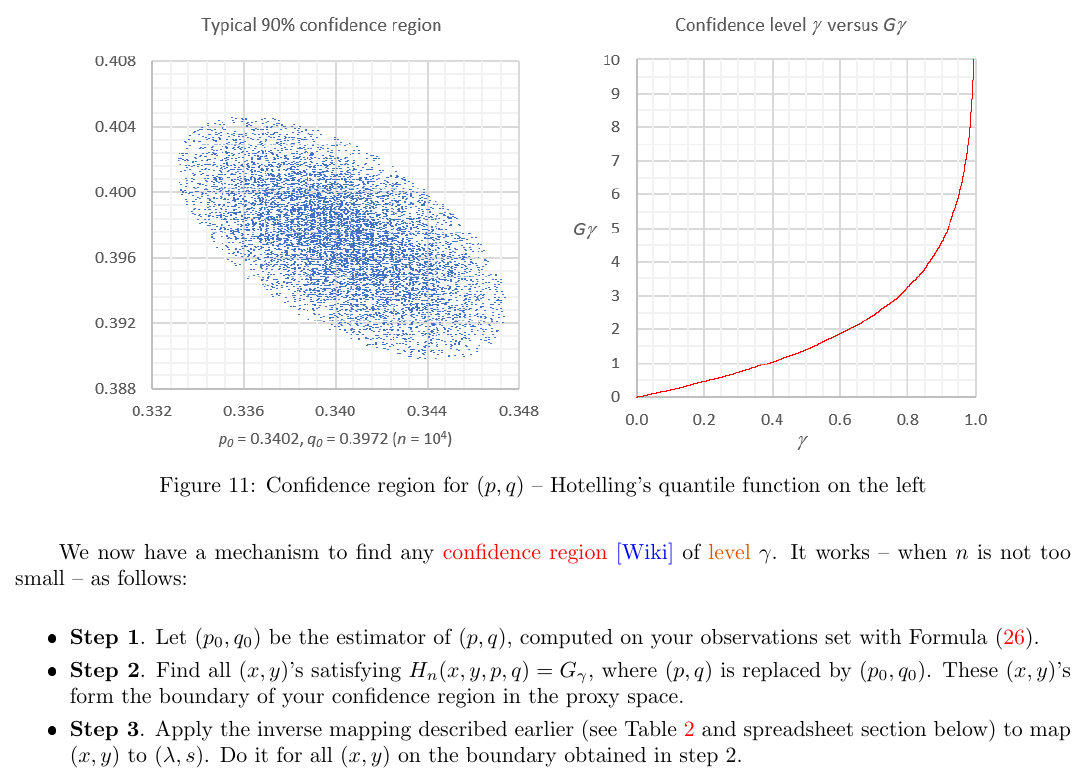 Typical 90% confidence region
0.408
0.404
0.400
0.396
0.392
0.388
0.332 0.336 0.340 0.344 0.348
p₀ = 0.3402, q₀ = 0.3972 (n = 10⁴)
Confidence level γ versus Gγ
10
9
8
7
6
Gγ 5
4
3
2
1
0
0.0 0.2 0.4 0.6 0.8 1.0
γ
Figure 11: Confidence region for (p, q) – Hotelling's quantile function on the left
We now have a mechanism to find any confidence region [Wiki] of level γ. It works – when n is not too
small – as follows:
• Step 1. Let (p₀, q₀) be the estimator of (p, q), computed on your observations set with Formula (26).
• Step 2. Find all (x, y)'s satisfying Hₙ(x, y, p, q) = Gᵧ, where (p, q) is replaced by (p₀, q₀). These (x, y)'s
form the boundary of your confidence region in the proxy space.
• Step 3. Apply the inverse mapping described earlier (see Table 2 and spreadsheet section below) to map
(x, y) to (λ, s). Do it for all (x, y) on the boundary obtained in step 2.